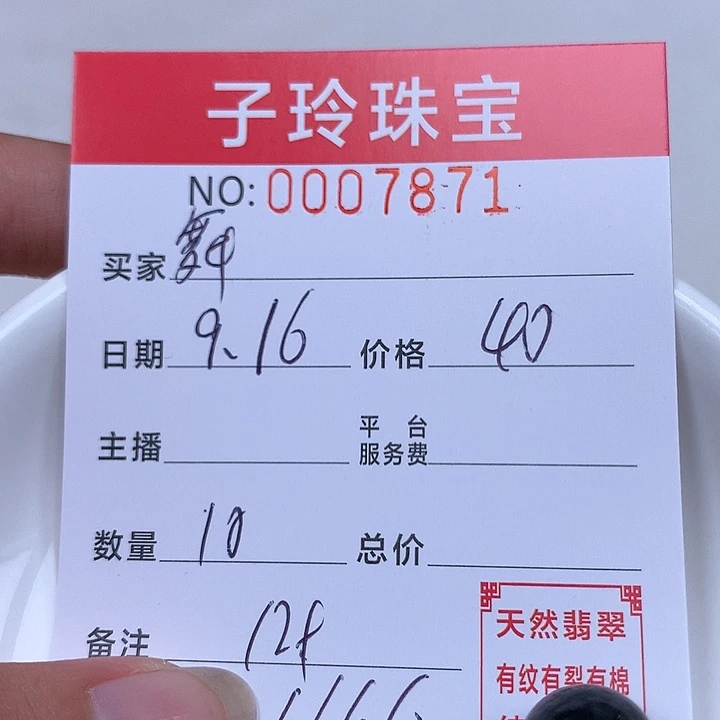 子玲珠宝
NO: 0007871
买家 舞
日期 9.16 价格 40
主播 平台服务费
数量 10 总价
备注
天然翡翠
有纹有裂有棉